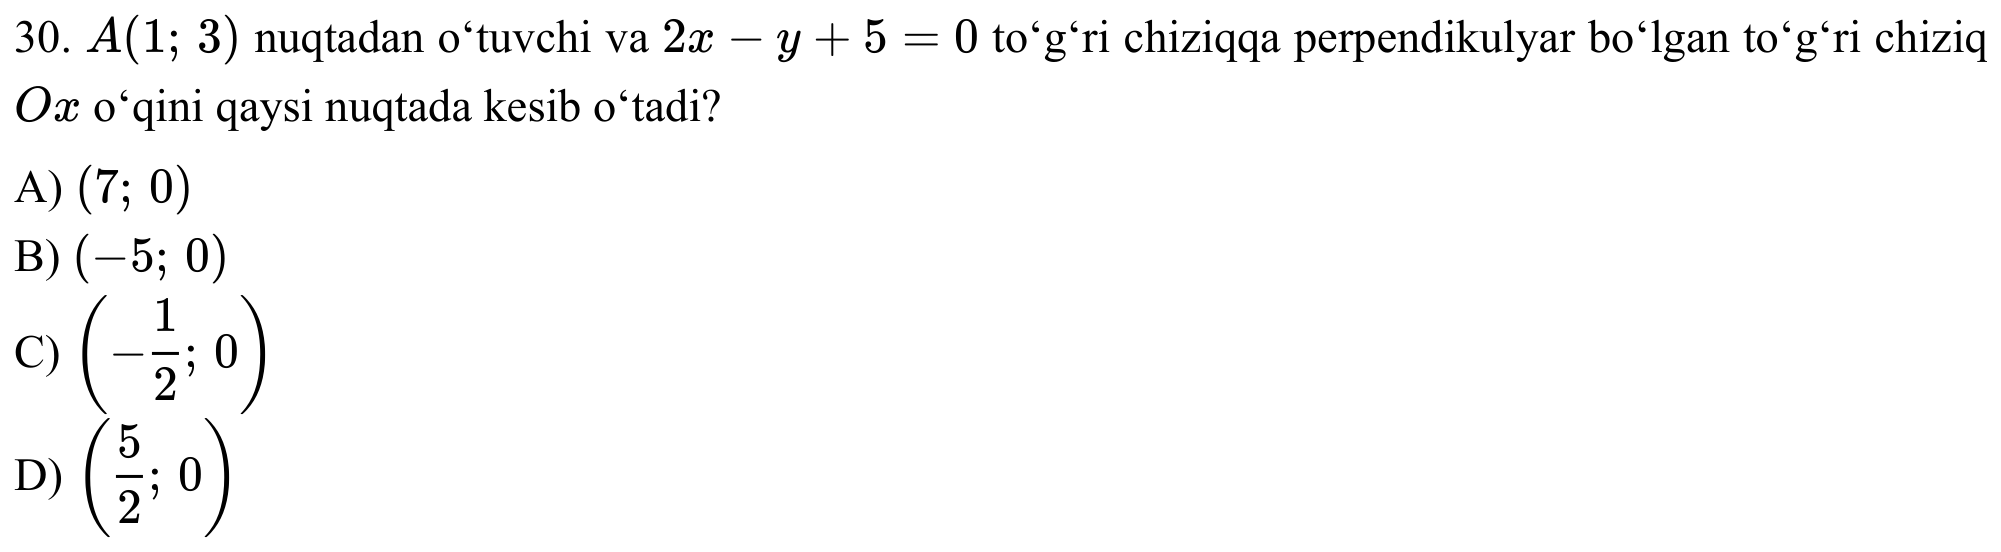 30. A(1; 3) nuqtadan o‘tuvchi va 2x − y + 5 = 0 to‘g‘ri chiziqqa perpendikulyar bo‘lgan to‘g‘ri chiziq
Ox o‘qini qaysi nuqtada kesib o‘tadi?
A) (7; 0)
B) (−5; 0)
C) (−1/2; 0)
D) (5/2; 0)